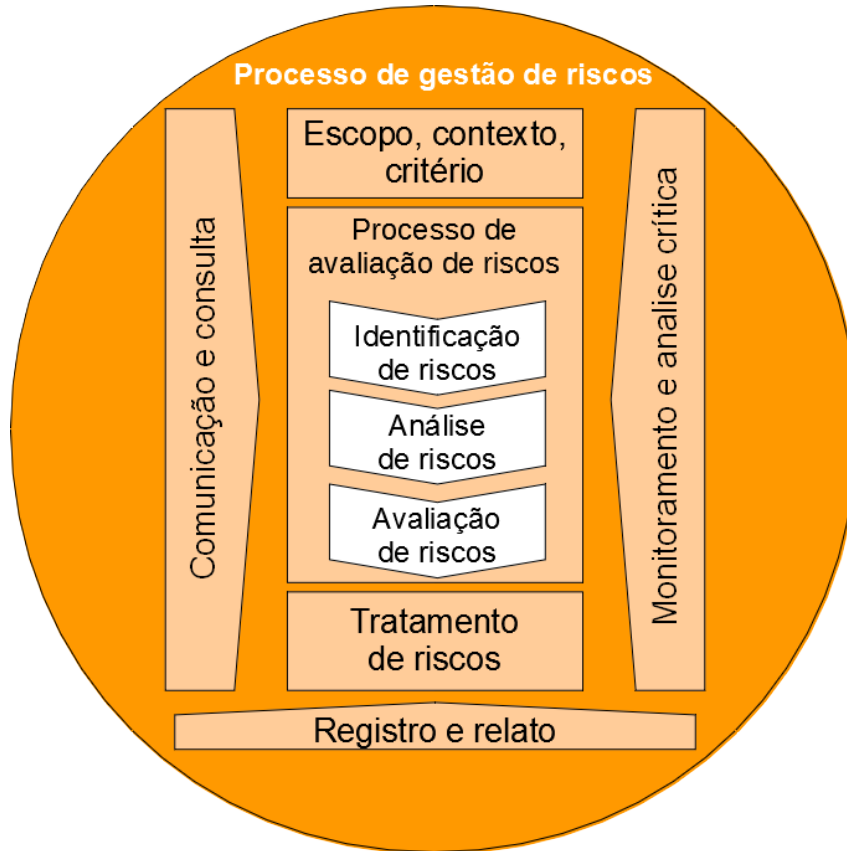 Processo de gestão de riscos
Escopo, contexto,
critério
Processo de
avaliação de riscos
Identificação
de riscos
Análise
de riscos
Avaliação
de riscos
Tratamento
de riscos
Comunicação e consulta
Monitoramento e analise crítica
Registro e relato